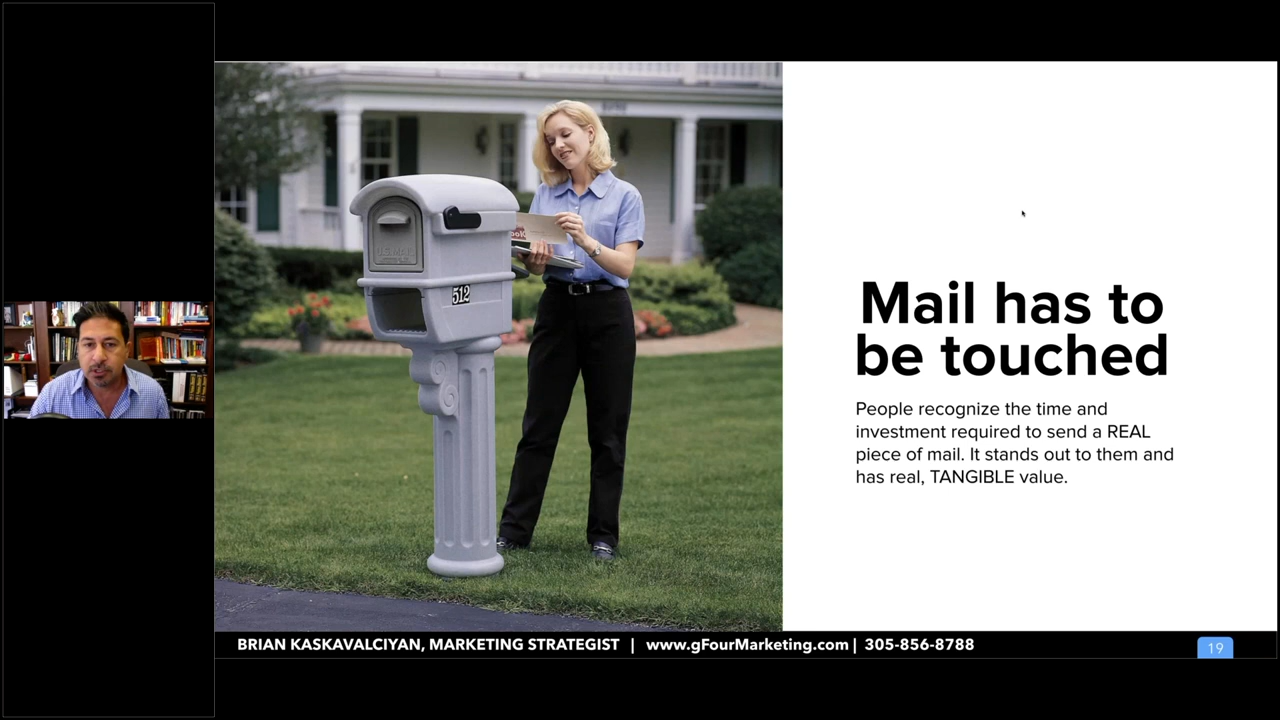 512
Mail has to
be touched
People recognize the time and
investment required to send a REAL
piece of mail. It stands out to them and
has real, TANGIBLE value.
BRIAN KASKAVALCIYAN, MARKETING STRATEGIST | www.gFourMarketing.com | 305-856-8788
19